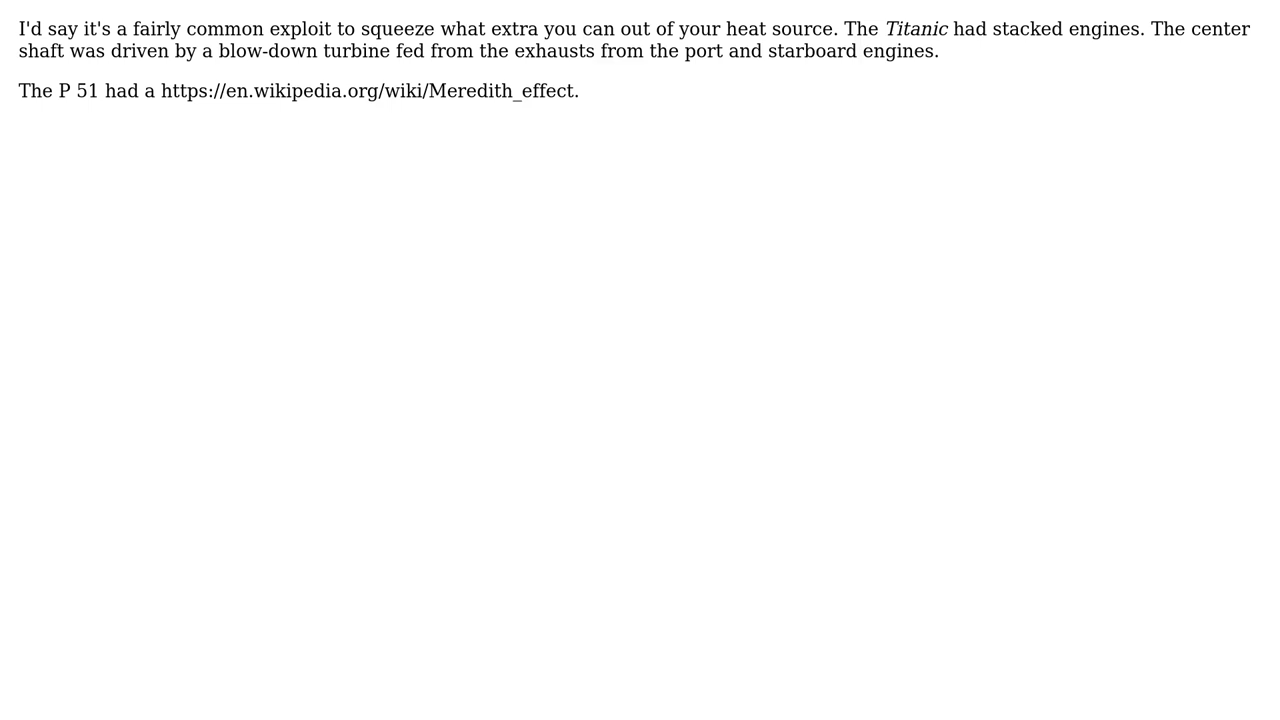 I'd say it's a fairly common exploit to squeeze what extra you can out of your heat source. The Titanic had stacked engines. The center
shaft was driven by a blow-down turbine fed from the exhausts from the port and starboard engines.
The P 51 had a https://en.wikipedia.org/wiki/Meredith_effect.